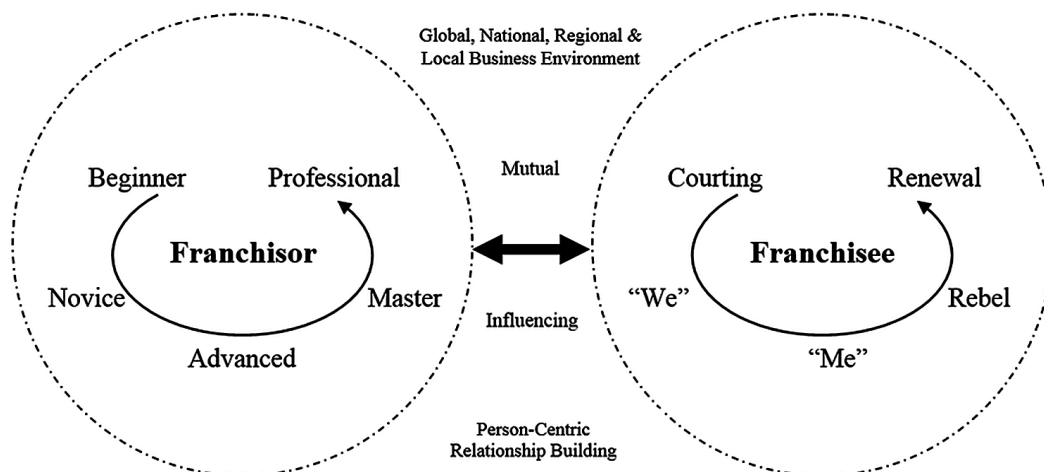 Global, National, Regional &
Local Business Environment
Beginner
Professional
Franchisor
Novice
Master
Advanced
Mutual
Influencing
Courting
Renewal
Franchisee
“We”
Rebel
“Me”
Person-Centric
Relationship Building